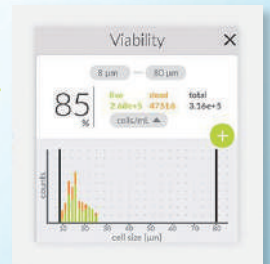 Viability ×
8 µm — 80 µm
85 % live dead total
2.68e+5 47516 3.16e+5
cells/mL ▲
+
counts
10 20 30 40 50 60 70 80
cell size [µm]